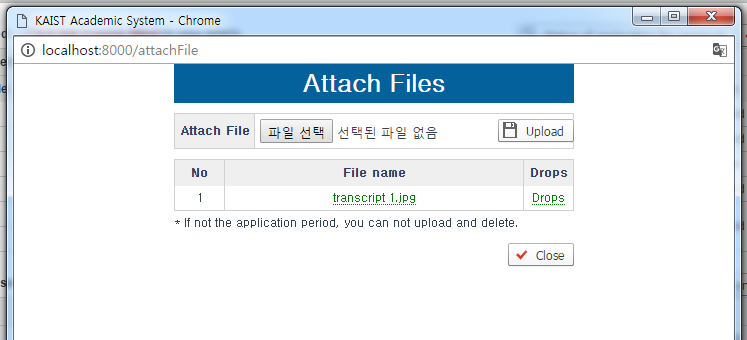 KAIST Academic System - Chrome
localhost:8000/attachFile
Attach Files
Attach File 파일 선택 선택된 파일 없음 Upload
No File name Drops
1 transcript 1.jpg Drops
* If not the application period, you can not upload and delete.
Close